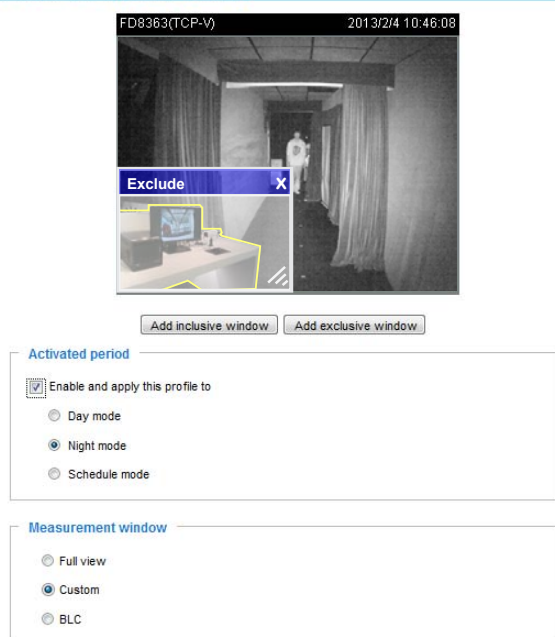 FD8363(TCP-V) 2013/2/4 10:46:08
Exclude X
Add inclusive window Add exclusive window
Activated period
Enable and apply this profile to
Day mode
Night mode
Schedule mode
Measurement window
Full view
Custom
BLC